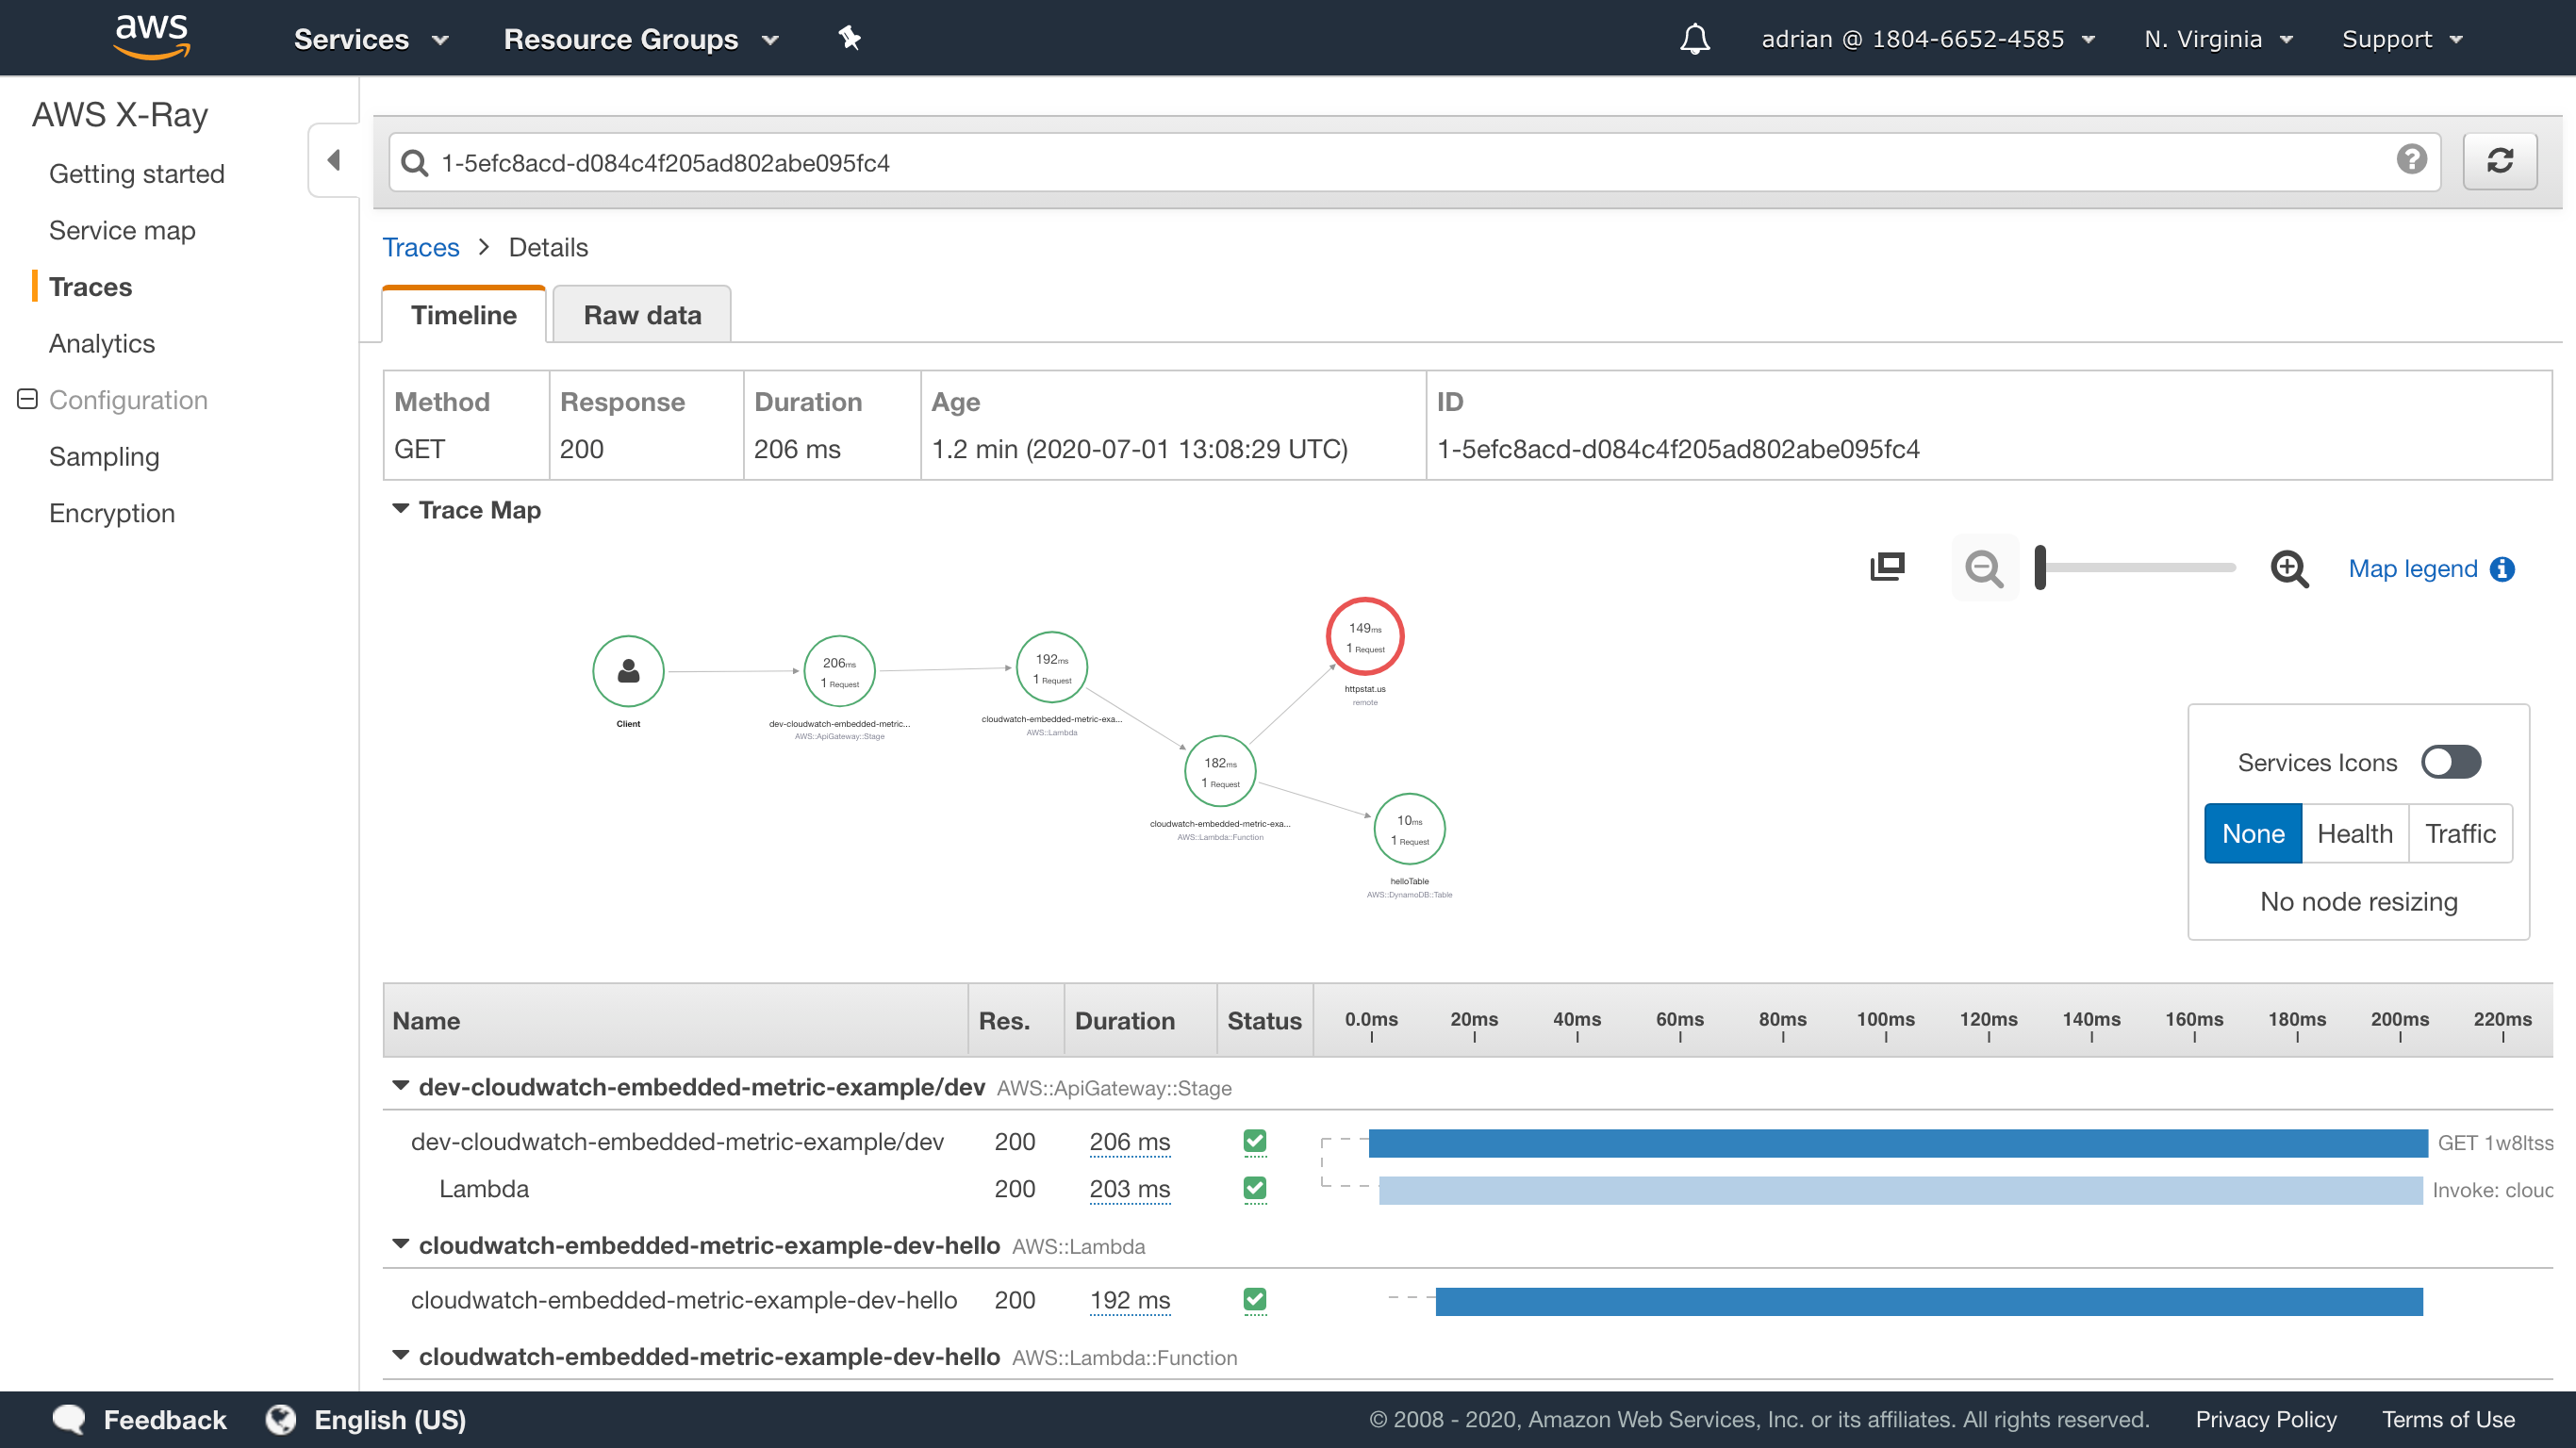 aws Services Resource Groups adrian @ 1804-6652-4585 N. Virginia Support
AWS X-Ray
Getting started
Service map
Traces
Analytics
Configuration
Sampling
Encryption
1-5efc8acd-d084c4f205ad802abe095fc4 ?
Traces > Details
Timeline Raw data
Method Response Duration Age ID
GET 200 206 ms 1.2 min (2020-07-01 13:08:29 UTC) 1-5efc8acd-d084c4f205ad802abe095fc4
Trace Map
Map legend i
Client
206ms
1 Request
dev-cloudwatch-embedded-metric...
AWS::ApiGateway::Stage
192ms
1 Request
cloudwatch-embedded-metric-exa...
AWS::Lambda
149ms
1 Request
httpstat.us
remote
182ms
1 Request
cloudwatch-embedded-metric-exa...
AWS::Lambda::Function
10ms
1 Request
helloTable
AWS::DynamoDB::Table
Services Icons
None Health Traffic
No node resizing
Name Res. Duration Status 0.0ms 20ms 40ms 60ms 80ms 100ms 120ms 140ms 160ms 180ms 200ms 220ms
dev-cloudwatch-embedded-metric-example/dev AWS::ApiGateway::Stage
dev-cloudwatch-embedded-metric-example/dev 200 206 ms GET 1w8ltss
Lambda 200 203 ms Invoke: clouc
cloudwatch-embedded-metric-example-dev-hello AWS::Lambda
cloudwatch-embedded-metric-example-dev-hello 200 192 ms
cloudwatch-embedded-metric-example-dev-hello AWS::Lambda::Function
Feedback English (US) © 2008 - 2020, Amazon Web Services, Inc. or its affiliates. All rights reserved. Privacy Policy Terms of Use